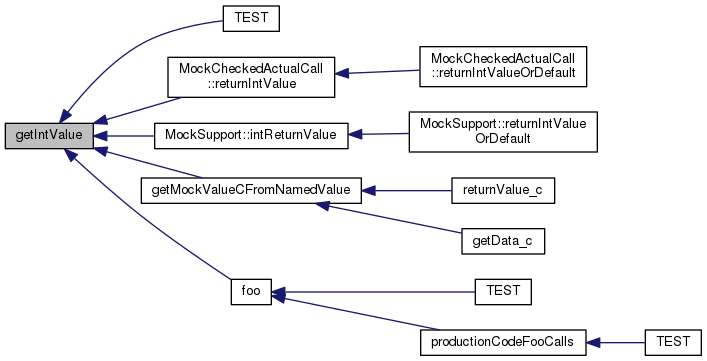 TEST
MockCheckedActualCall
::returnIntValue
MockCheckedActualCall
::returnIntValueOrDefault
getIntValue
MockSupport::intReturnValue
MockSupport::returnIntValue
OrDefault
getMockValueCFromNamedValue
returnValue_c
getData_c
foo
TEST
productionCodeFooCalls
TEST